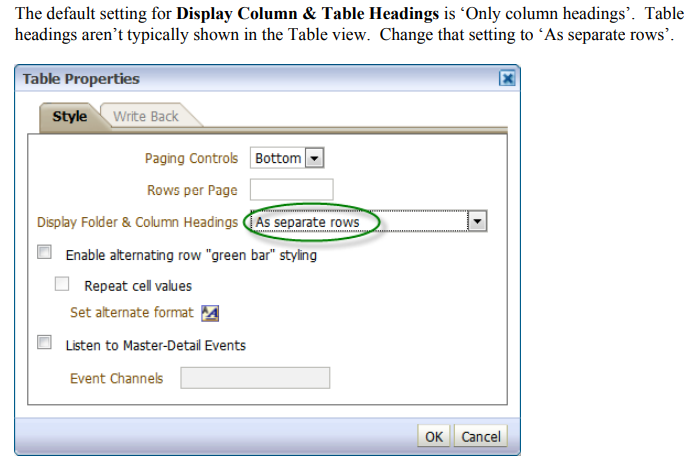 The default setting for Display Column & Table Headings is ‘Only column headings’.  Table
headings aren’t typically shown in the Table view.  Change that setting to ‘As separate rows’.
Table Properties
Style
Write Back
Paging Controls Bottom
Rows per Page
Display Folder & Column Headings As separate rows
Enable alternating row "green bar" styling
Repeat cell values
Set alternate format
Listen to Master-Detail Events
Event Channels
OK Cancel